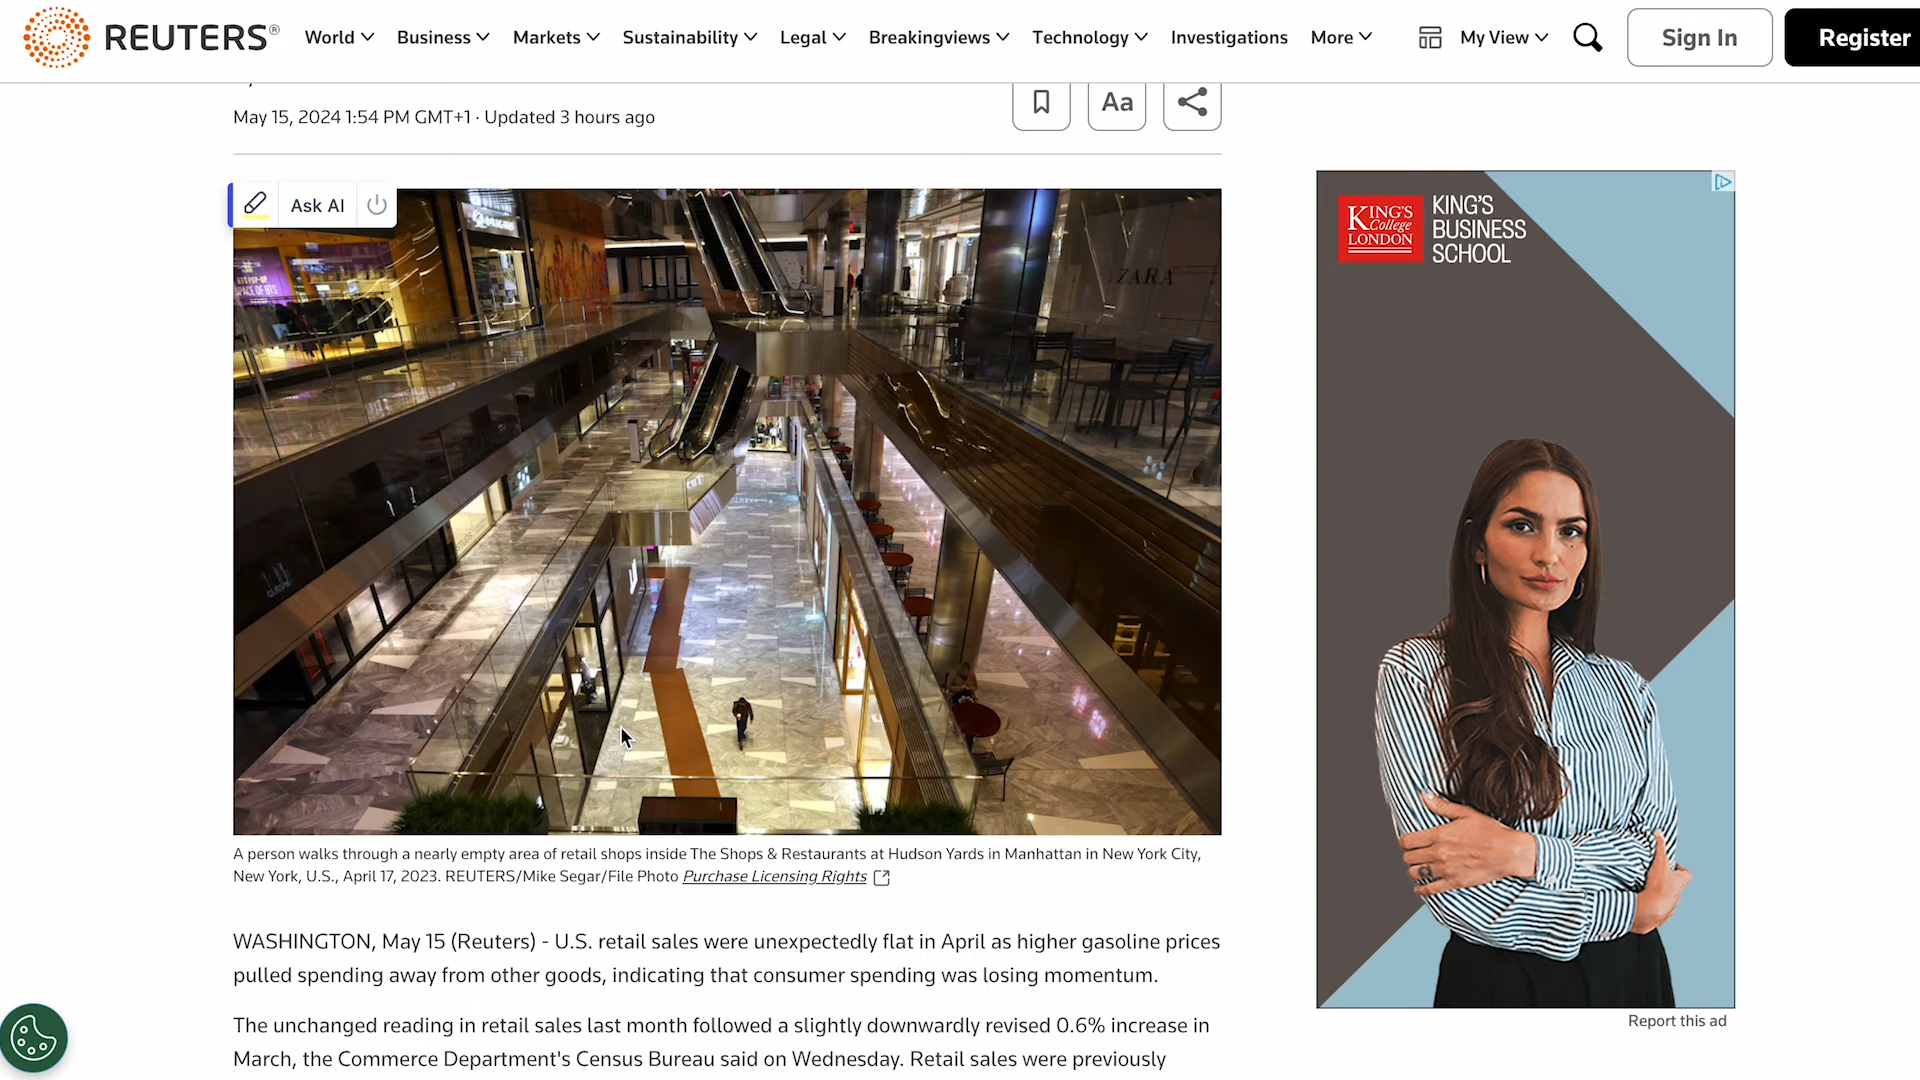 REUTERS®
World
Business
Markets
Sustainability
Legal
Breakingviews
Technology
Investigations
More
My View
Sign In
Register
May 15, 2024 1:54 PM GMT+1 · Updated 3 hours ago
Aa
Ask AI
ZARA
A person walks through a nearly empty area of retail shops inside The Shops & Restaurants at Hudson Yards in Manhattan in New York City,
New York, U.S., April 17, 2023. REUTERS/Mike Segar/File Photo Purchase Licensing Rights
WASHINGTON, May 15 (Reuters) - U.S. retail sales were unexpectedly flat in April as higher gasoline prices
pulled spending away from other goods, indicating that consumer spending was losing momentum.
The unchanged reading in retail sales last month followed a slightly downwardly revised 0.6% increase in
March, the Commerce Department's Census Bureau said on Wednesday. Retail sales were previously
KING'S
College
LONDON
KING'S
BUSINESS
SCHOOL
Report this ad